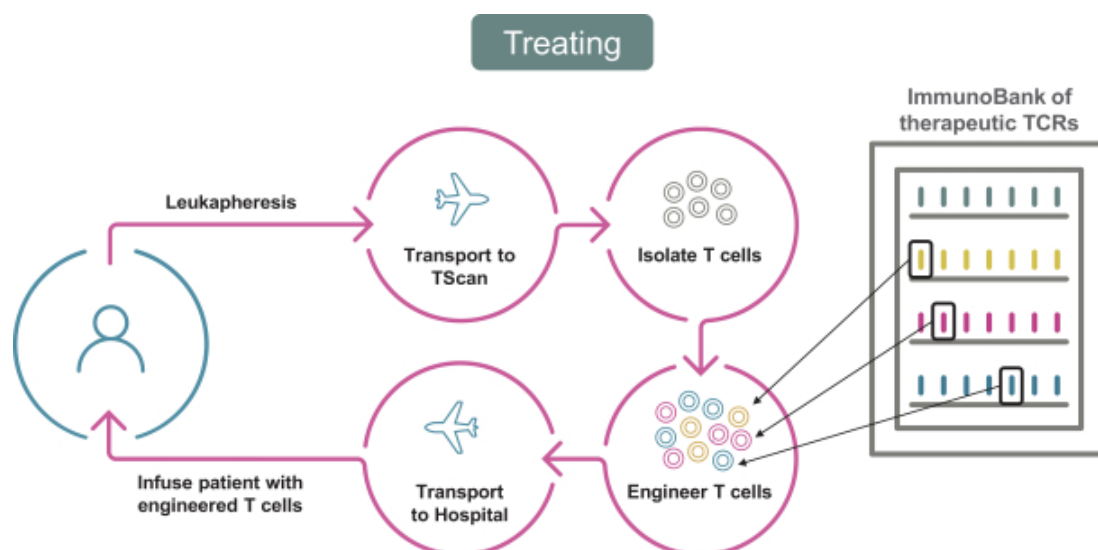 Treating
ImmunoBank of
therapeutic TCRs
Leukapheresis
Transport to
TScan
Isolate T cells
Infuse patient with
engineered T cells
Transport
to Hospital
Engineer T cells